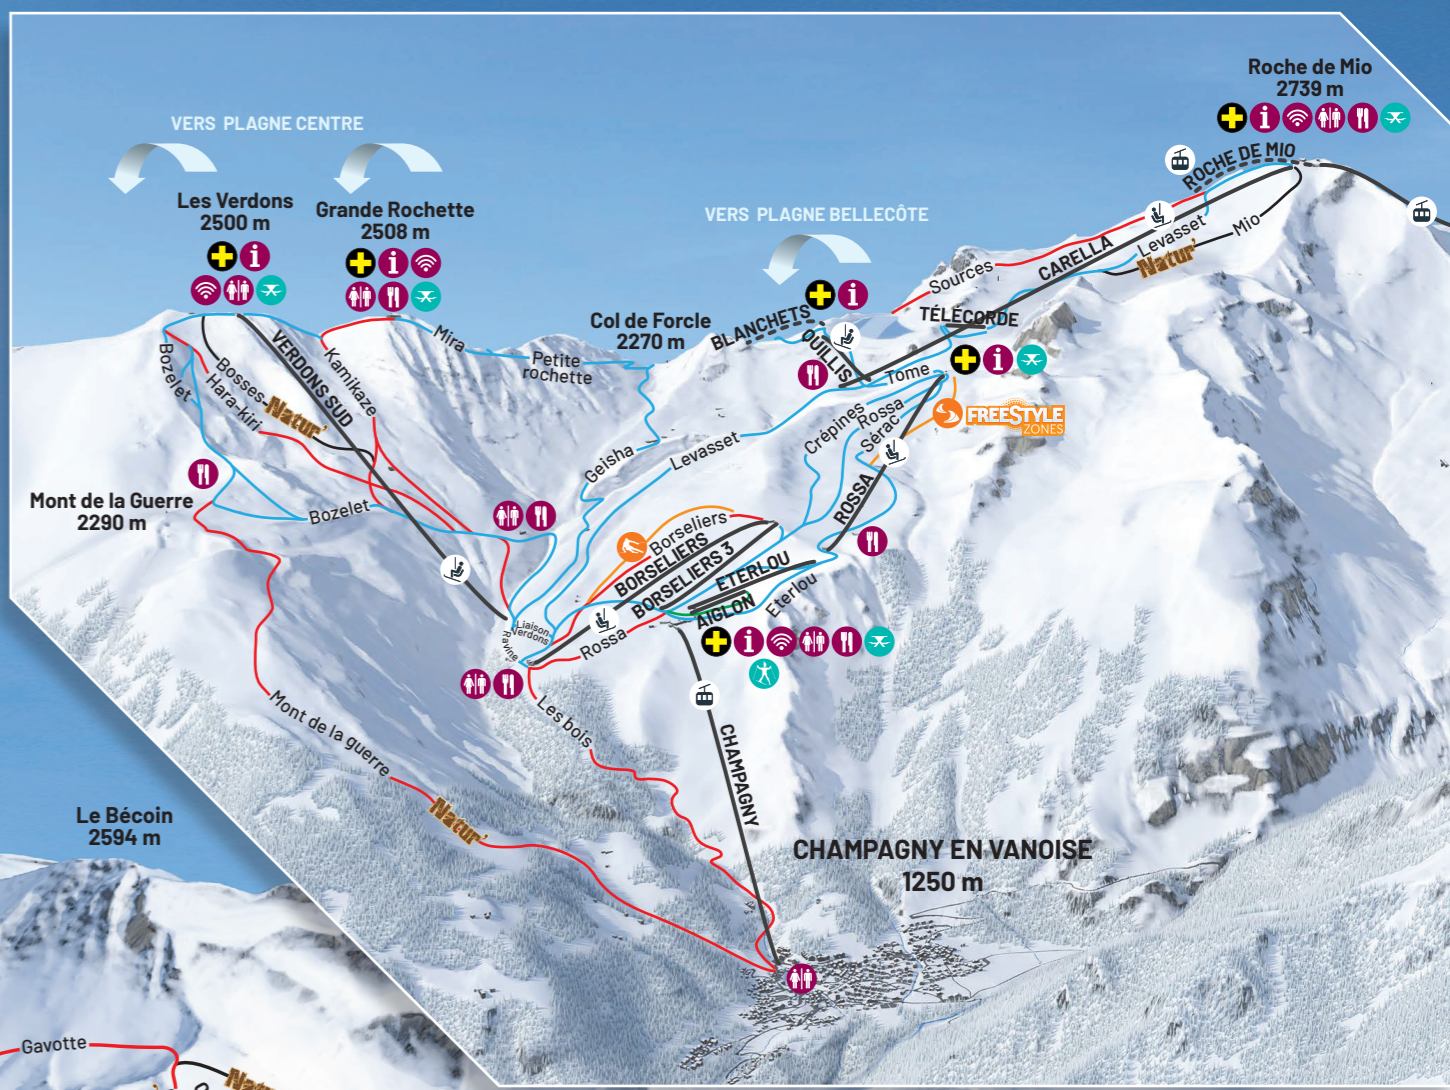 Roche de Mio
2739 m
VERS PLAGNE CENTRE
ROCHE DE MIO
Les Verdons
2500 m
Grande Rochette
2508 m
VERS PLAGNE BELLECÔTE
Levasset
Mio
Natur'
CARELLA
Sources
Col de Forcle
2270 m
BLANCHETS
TÉLÉCORDE
QUILLIS
Mira
Petite
rochette
VERDONS SUD
Kamikaze
Bozelet
Bosses
Hara-kiri
Natur'
Tome
Crépines
Rossa
Sérac
FREESTYLE
ZONES
Levasset
Geisha
Mont de la Guerre
2290 m
Bozelet
ROSSA
Borseliers
BORSELIERS
BORSELIERS 3
ETERLOU
AIGLON
Eterlou
Liaison
Verdons
Ravine
Rossa
Les bois
Mont de la guerre
Natur'
CHAMPAGNY
CHAMPAGNY EN VANOISE
1250 m
Le Bécoin
2594 m
Gavotte
Natur'